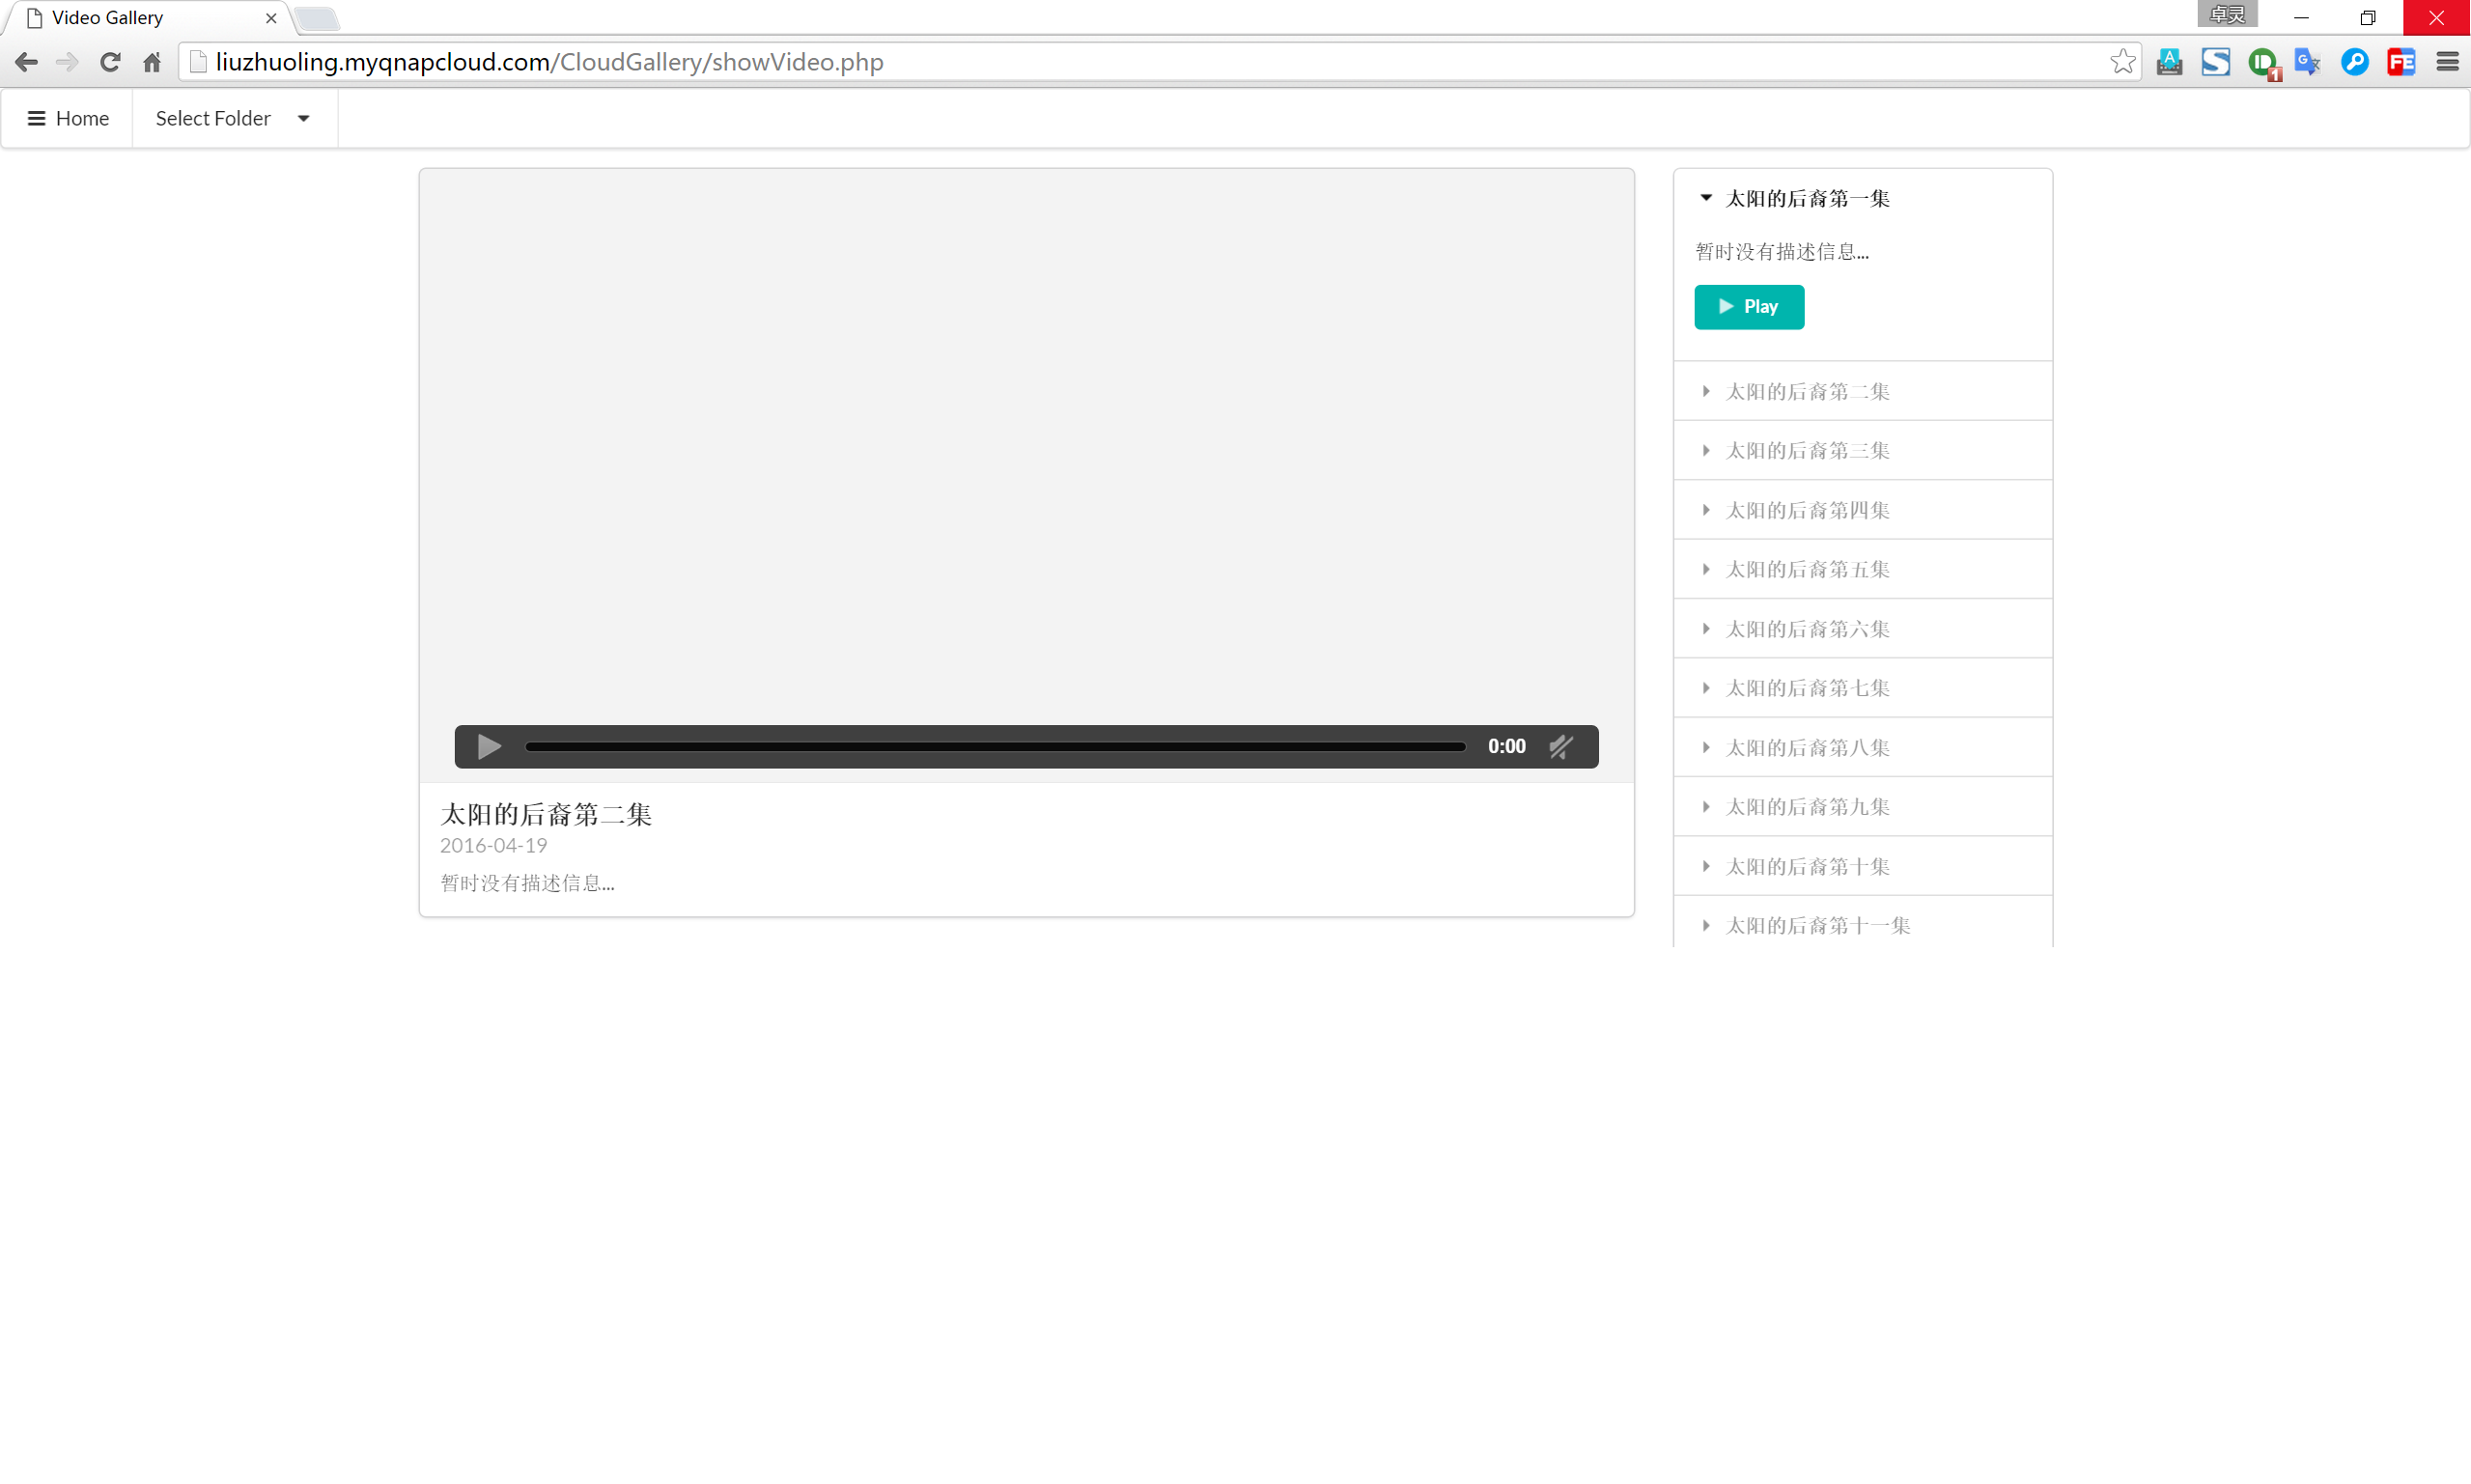 Video Gallery
卓灵
liuzhuoling.myqnapcloud.com/CloudGallery/showVideo.php
Home
Select Folder
太阳的后裔第一集
暂时没有描述信息...
Play
太阳的后裔第二集
太阳的后裔第三集
太阳的后裔第四集
太阳的后裔第五集
太阳的后裔第六集
太阳的后裔第七集
太阳的后裔第八集
太阳的后裔第九集
太阳的后裔第十集
太阳的后裔第十一集
0:00
太阳的后裔第二集
2016-04-19
暂时没有描述信息...